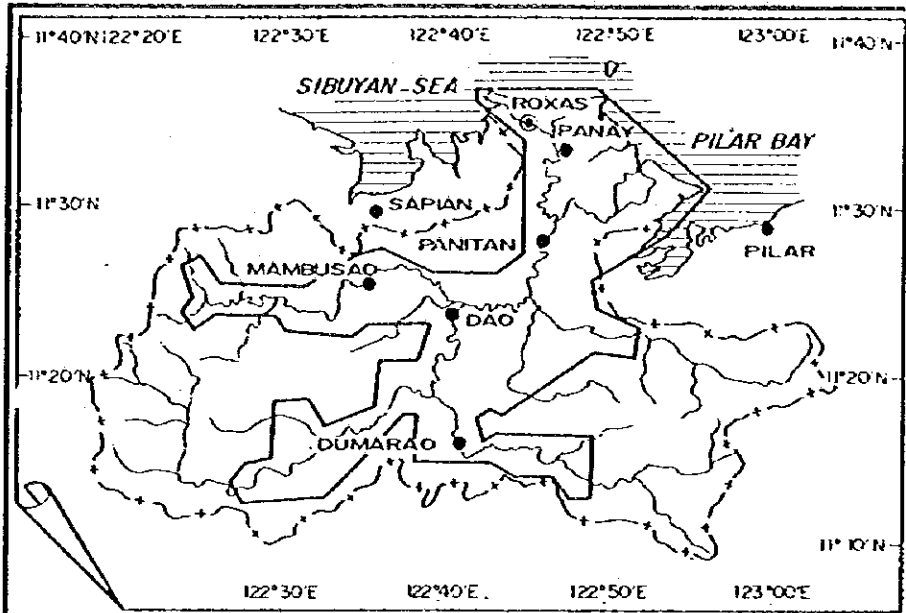 11°40'N 122°20'E 122°30'E 122°40'E 122°50'E 123°00'E 11°40'N
SIBUYAN SEA
ROXAS
PANAY
PILAR BAY
11°30'N 11°30'N
SAPIAN
PANITAN
PILAR
MAMBUSAO
DAO
11°20'N 11°20'N
DUMARAO
11°10'N
122°30'E 122°40'E 122°50'E 123°00'E